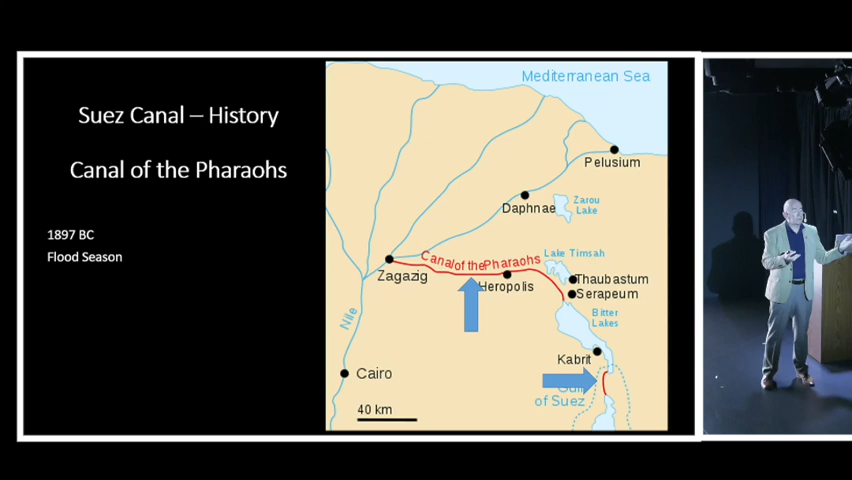 Suez Canal – History
Canal of the Pharaohs
1897 BC
Flood Season
Mediterranean Sea
Pelusium
Daphnae
Zarou
Lake
Canal of the Pharaohs
Lake Timsah
Zagazig
Heropolis
Thaubastum
Serapeum
Bitter
Lakes
Nile
Kabrit
Cairo
Gulf
of Suez
40 km